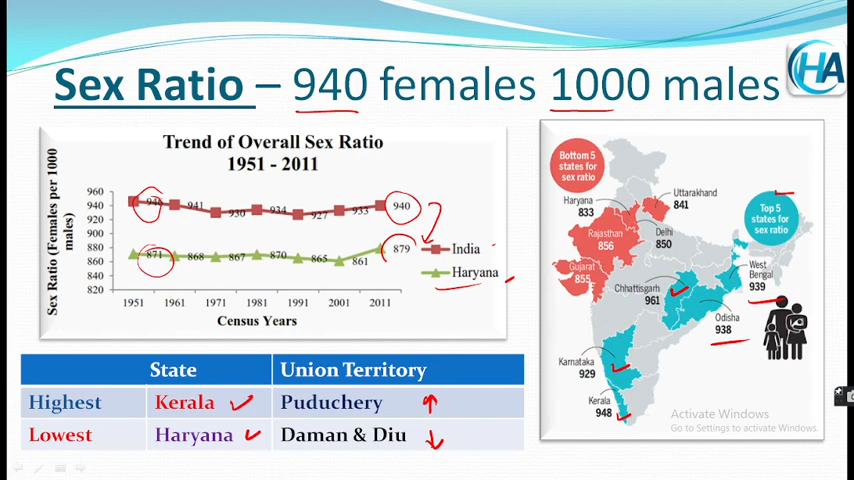 Sex Ratio – 940 females 1000 males
HA
Trend of Overall Sex Ratio
1951 - 2011
Sex Ratio (Females per 1000
males)
960
940
920
900
880
860
840
820
946 941 930 934 927 933 940
871 868 867 870 865 861 879
1951 1961 1971 1981 1991 2001 2011
Census Years
India
Haryana
Bottom 5
states for
sex ratio
Haryana
833
Uttarakhand
841
Delhi
850
Rajasthan
856
Gujarat
855
Top 5
states for
sex ratio
West
Bengal
939
Chhattisgarh
961
Odisha
938
Karnataka
929
Kerala
948
State Union Territory
Highest Kerala Puduchery
Lowest Haryana Daman & Diu
Activate Windows
Go to Settings to activate Windows.